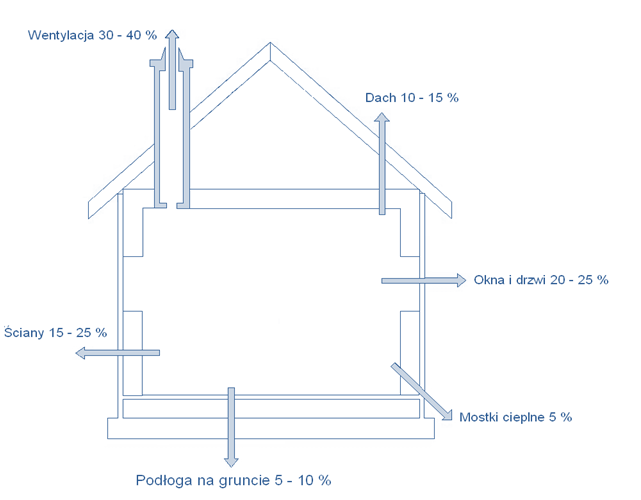 Wentylacja 30 - 40 %
Dach 10 - 15 %
Okna i drzwi 20 - 25 %
Ściany 15 - 25 %
Mostki cieplne 5 %
Podłoga na gruncie 5 - 10 %